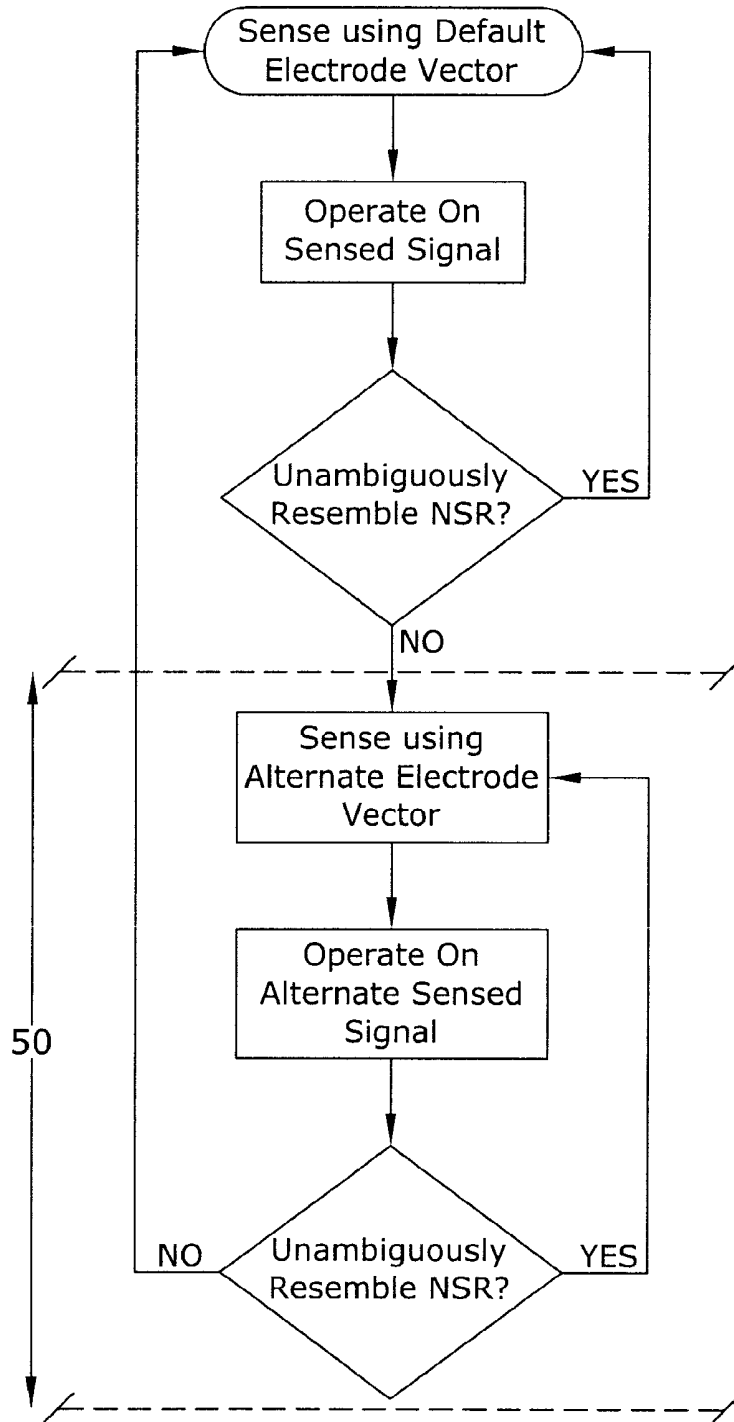 Sense using Default
Electrode Vector
Operate On
Sensed Signal
Unambiguously
Resemble NSR?
YES
NO
Sense using
Alternate Electrode
Vector
Operate On
Alternate Sensed
Signal
50
Unambiguously
Resemble NSR?
NO
YES